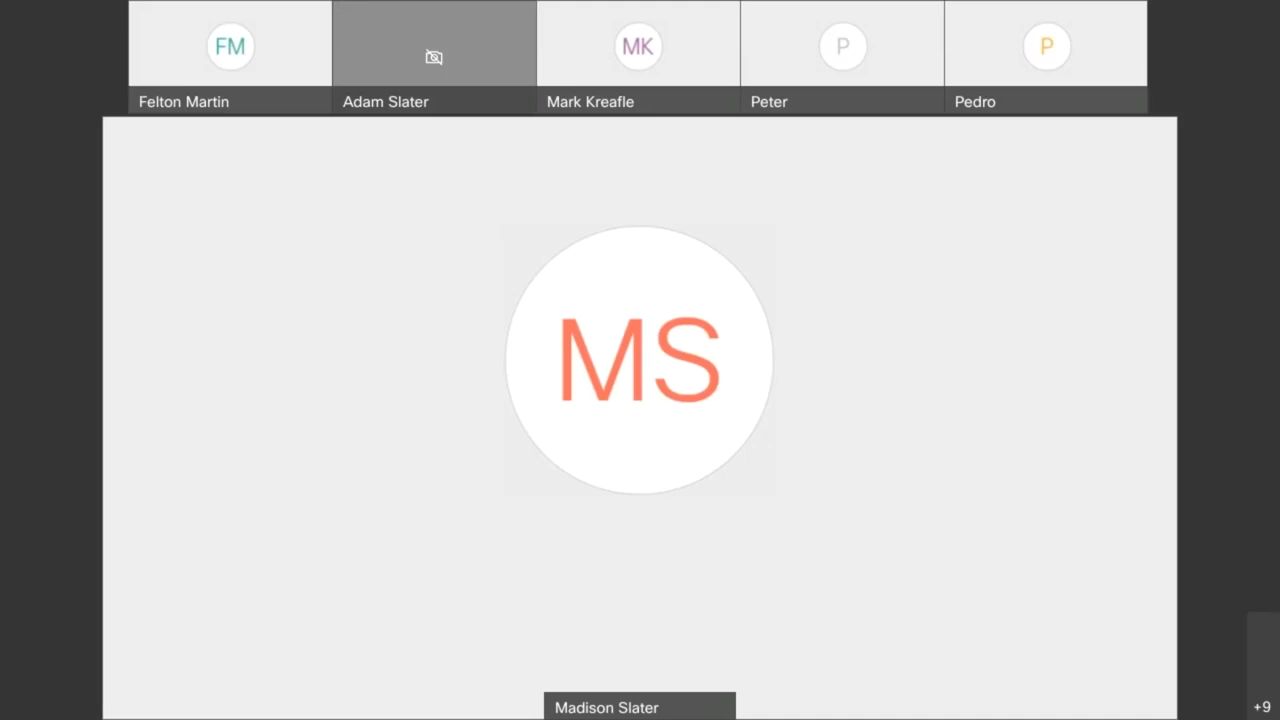 FM
MK
P
P
Felton Martin
Adam Slater
Mark Kreafle
Peter
Pedro
MS
Madison Slater
+9